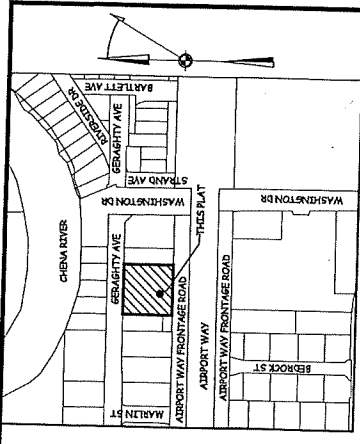 BARTLETT AVE
RIVERSIDE DR
GERAGHTY AVE
STRAND AVE
WASHINGTON DR
WASHINGTON DR
CHENA RIVER
THIS PLAT
GERAGHTY AVE
AIRPORT WAY FRONTAGE ROAD
AIRPORT WAY
AIRPORT WAY FRONTAGE ROAD
BEDROCK ST
MARLIN ST